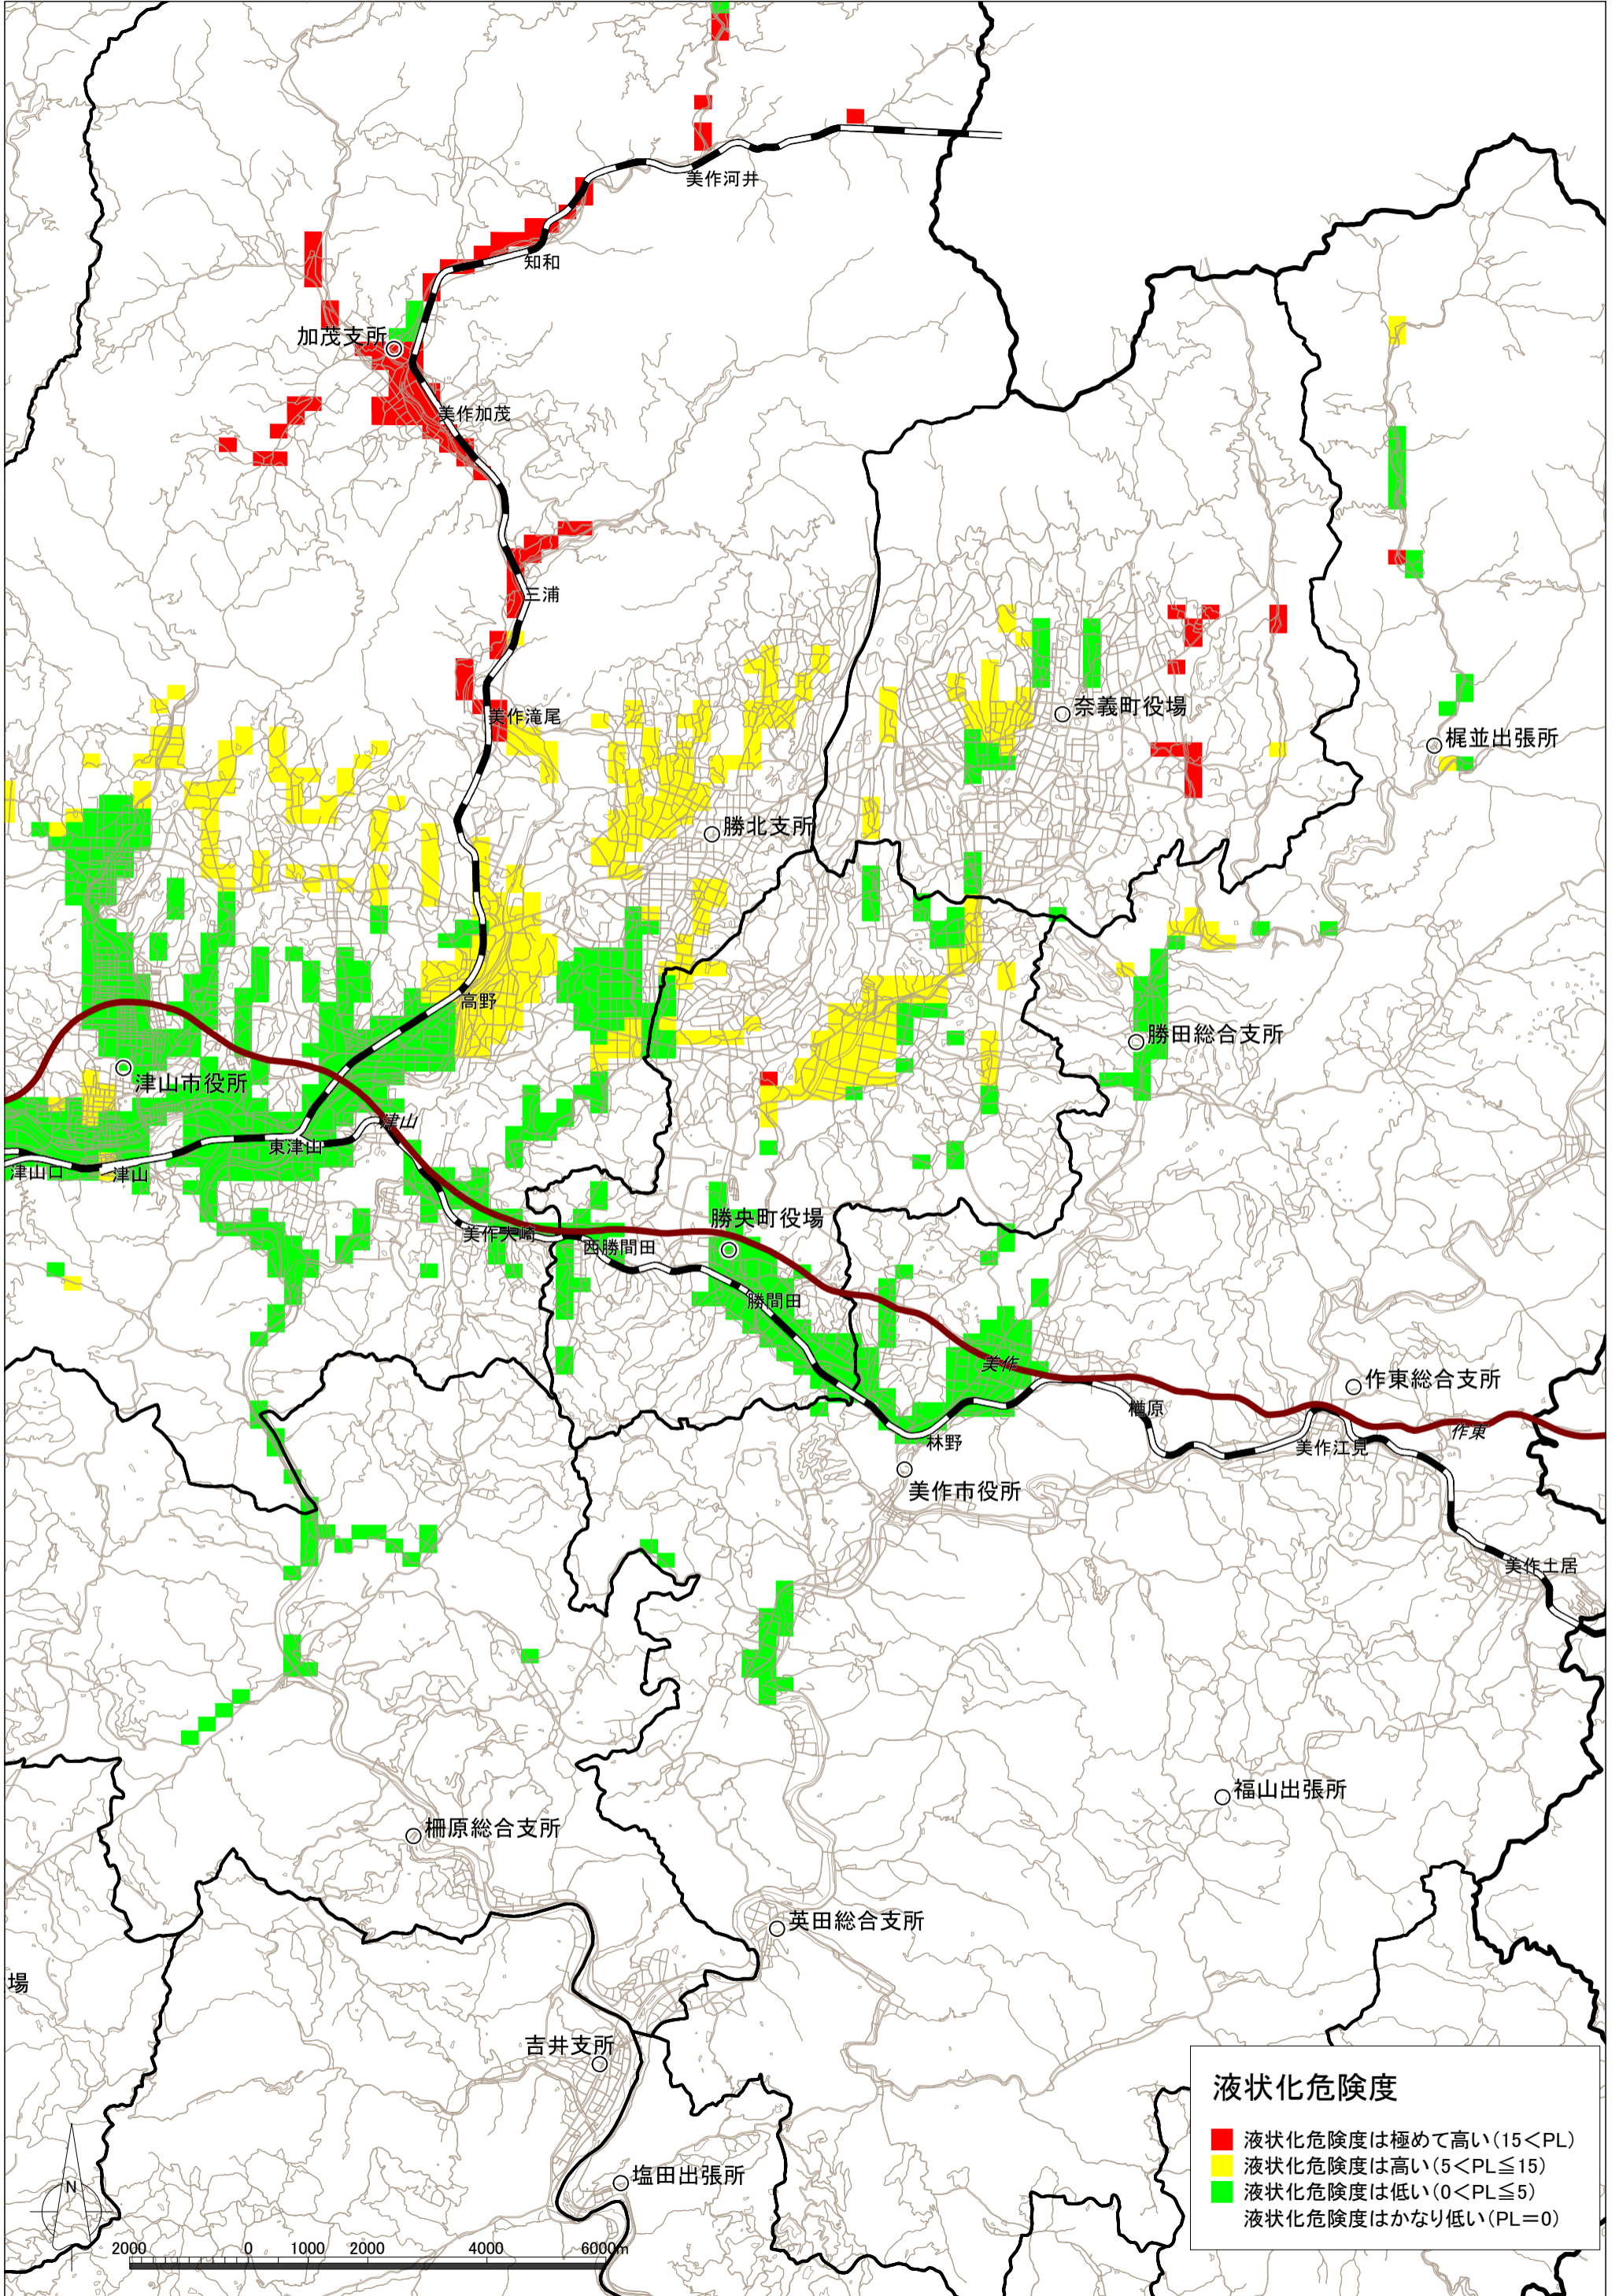 美作河井
知和
加茂支所
美作加茂
三浦
美作滝尾
奈義町役場
梶並出張所
勝北支所
高野
勝田総合支所
津山市役所
津山
東津山
津山口
津山
勝央町役場
美作大崎
西勝間田
勝間田
美作
作東総合支所
楢原
作東
林野
美作江見
美作市役所
美作土居
福山出張所
柵原総合支所
英田総合支所
場
吉井支所
塩田出張所
N
2000 0 1000 2000 4000 6000m
液状化危険度
液状化危険度は極めて高い(15<PL)
液状化危険度は高い(5<PL≦15)
液状化危険度は低い(0<PL≦5)
液状化危険度はかなり低い(PL=0)